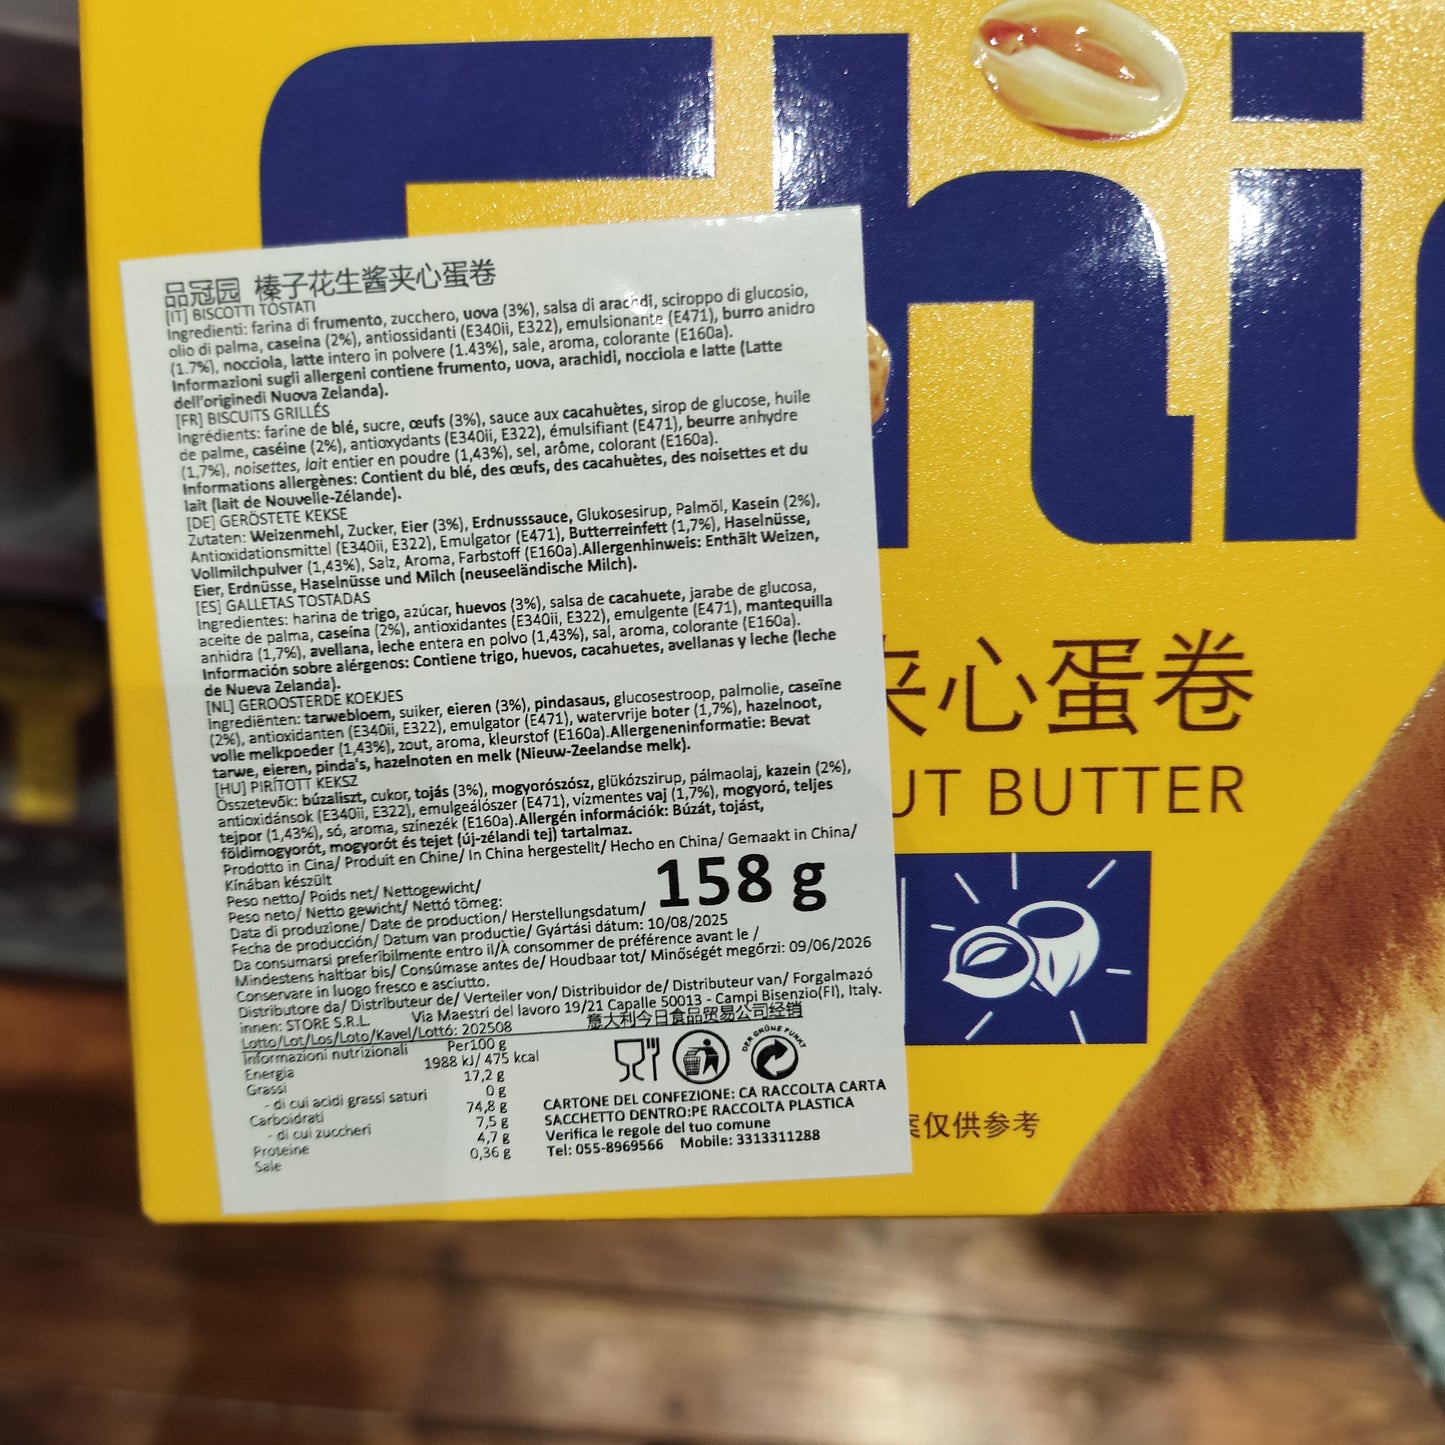 Chi
品冠园 榛子花生酱夹心蛋卷
[IT] BISCOTTI TOSTATI
Ingredienti: farina di frumento, zucchero, uova (3%), salsa di arachdi, sciroppo di glucosio,
olio di palma, caseina (2%), antiossidanti (E340ii, E322), emulsionante (E471), burro anidro
(1.7%), nocciola, latte intero in polvere (1.43%), sale, aroma, colorante (E160a).
Informazioni sugli allergeni contiene frumento, uova, arachidi, nocciola e latte (Latte
dell'originedi Nuova Zelanda).
[FR] BISCUITS GRILLÉS
Ingrédients: farine de blé, sucre, œufs (3%), sauce aux cacahuètes, sirop de glucose, huile
de palme, caséine (2%), antioxydants (E340ii, E322), émulsifiant (E471), beurre anhydre
(1,7%), noisettes, lait entier en poudre (1,43%), sel, arôme, colorant (E160a).
Informations allergènes: Contient du blé, des œufs, des cacahuètes, des noisettes et du
lait (lait de Nouvelle-Zélande).
[DE] GERÖSTETE KEKSE
Zutaten: Weizenmehl, Zucker, Eier (3%), Erdnusssauce, Glukosesirup, Palmöl, Kasein (2%),
Antioxidationsmittel (E340ii, E322), Emulgator (E471), Butterreinfett (1,7%), Haselnüsse,
Vollmilchpulver (1,43%), Salz, Aroma, Farbstoff (E160a).Allergenhinweis: Enthält Weizen,
Eier, Erdnüsse, Haselnüsse und Milch (neuseeländische Milch).
[ES] GALLETAS TOSTADAS
Ingredientes: harina de trigo, azúcar, huevos (3%), salsa de cacahuete, jarabe de glucosa,
aceite de palma, caseína (2%), antioxidantes (E340ii, E322), emulgente (E471), mantequilla
anhidra (1,7%), avellana, leche entera en polvo (1,43%), sal, aroma, colorante (E160a).
Información sobre alérgenos: Contiene trigo, huevos, cacahuetes, avellanas y leche (leche
de Nueva Zelanda).
[NL] GEROOSTERDE KOEKJES
Ingrediënten: tarwebloem, suiker, eieren (3%), pindasaus, glucosestroop, palmolie, caseïne
(2%), antioxidanten (E340ii, E322), emulgator (E471), watervrije boter (1,7%), hazelnoot,
volle melkpoeder (1,43%), zout, aroma, kleurstof (E160a).Allergeneninformatie: Bevat
tarwe, eieren, pinda's, hazelnoten en melk (Nieuw-Zeelandse melk).
[HU] PIRÍTOTT KEKSZ
Összetevők: búzaliszt, cukor, tojás (3%), mogyorószósz, glükózszirup, pálmaolaj, kazein (2%),
antioxidánsok (E340ii, E322), emulgeálószer (E471), vízmentes vaj (1,7%), mogyoró, teljes
tejpor (1,43%), só, aroma, színezék (E160a).Allergén információk: Búzát, tojást,
földimogyorót, mogyorót és tejet (új-zélandi tej) tartalmaz.
Prodotto in Cina/ Produit en Chine/ In China hergestellt/ Hecho en China/ Gemaakt in China/
Kínában készült
Peso netto/ Poids net/ Nettogewicht/
Peso neto/ Netto gewicht/ Nettó tömeg:
158 g
Data di produzione/ Date de production/ Herstellungsdatum/
Fecha de producción/ Datum van productie/ Gyártási dátum: 10/08/2025
Da consumarsi preferibilmente entro il/À consommer de préférence avant le /
Mindestens haltbar bis/ Consúmase antes de/ Houdbaar tot/ Minőségét megőrzi: 09/06/2026
Conservare in luogo fresco e asciutto.
Distributore da/ Distributeur de/ Verteiler von/ Distribuidor de/ Distributeur van/ Forgalmazó
innen: STORE S.R.L. Via Maestri del lavoro 19/21 Capalle 50013 - Campi Bisenzio(FI), Italy.
Lotto/Lot/Los/Loto/Kavel/Lottó: 202508 意大利今日食品贸易公司经销
Informazioni nutrizionali Per100 g
Energia 1988 kJ/ 475 kcal
Grassi 17,2 g
- di cui acidi grassi saturi 0 g
Carboidrati 74,8 g
- di cui zuccheri 7,5 g
Proteine 4,7 g
Sale 0,36 g
DER GRÜNE PUNKT
CARTONE DEL CONFEZIONE: CA RACCOLTA CARTA
SACCHETTO DENTRO:PE RACCOLTA PLASTICA
Verifica le regole del tuo comune
Tel: 055-8969566 Mobile: 3313311288
夹心蛋卷
UT BUTTER
案仅供参考